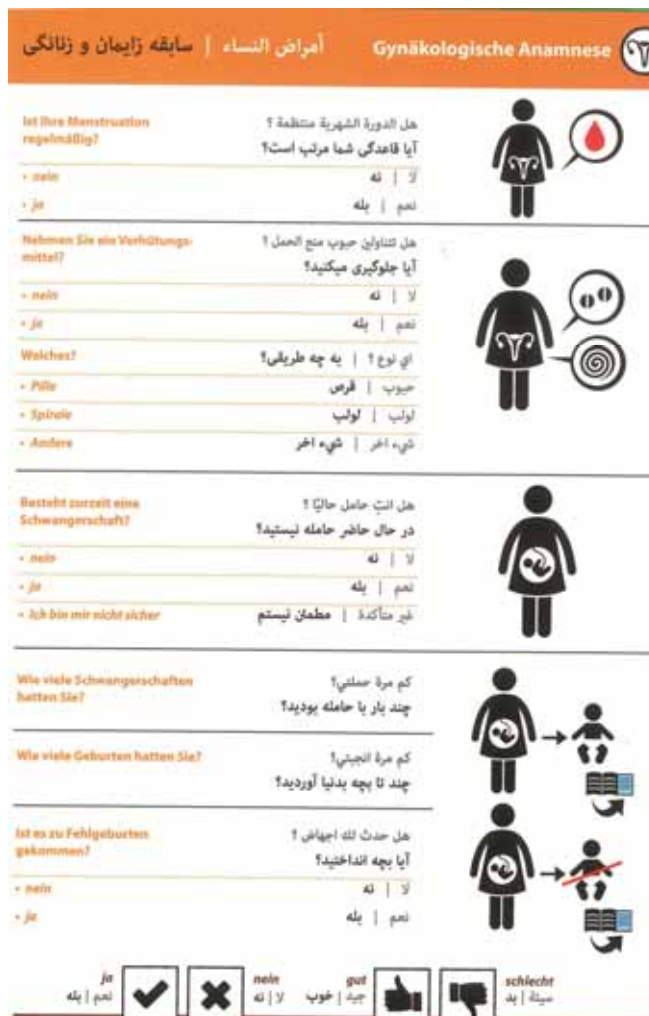 Gynäkologische Anamnese
أمراض النساء | سابقه زایمان و زنانگی
Ist Ihre Menstruation
regelmäßig?
هل الدورة الشهرية منتظمة ؟
آیا قاعدگی شما مرتب است؟
• nein
لا | نه
• ja
نعم | بله
Nehmen Sie ein Verhütungs-
mittel?
هل تتناولين حبوب منع الحمل ؟
آیا جلوگیری میکنید؟
• nein
لا | نه
• ja
نعم | بله
Welches?
اي نوع ؟ | به چه طریقی؟
• Pille
حبوب | قرص
• Spirale
لولب | لولب
• Andere
شيء اخر | شیء اخر
Besteht zurzeit eine
Schwangerschaft?
هل انتِ حامل حاليًا ؟
در حال حاضر حامله نیستید؟
• nein
لا | نه
• ja
نعم | بله
• Ich bin mir nicht sicher
غير متأكدة | مطمان نیستم
Wie viele Schwangerschaften
hatten Sie?
كم مرة حملتي؟
چند بار یا حامله بودید؟
Wie viele Geburten hatten Sie?
كم مرة انجبتي؟
چند تا بچه بدنیا آوردید؟
Ist es zu Fehlgeburten
gekommen?
هل حدث لك اجهاض ؟
آیا بچه انداختید؟
• nein
لا | نه
• ja
نعم | بله
ja
نعم | بله
nein
لا | نه
gut
جيد | خوب
schlecht
سيئة | بد